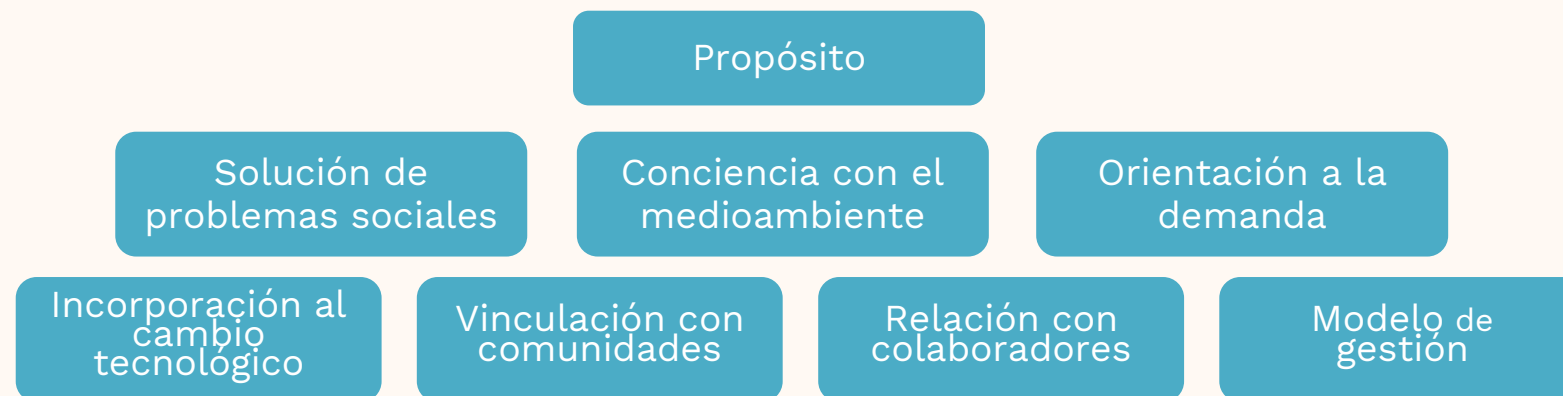 Propósito
Solución de
problemas sociales
Conciencia con el
medioambiente
Orientación a la
demanda
Incorporación al
cambio
tecnológico
Vinculación con
comunidades
Relación con
colaboradores
Modelo de
gestión